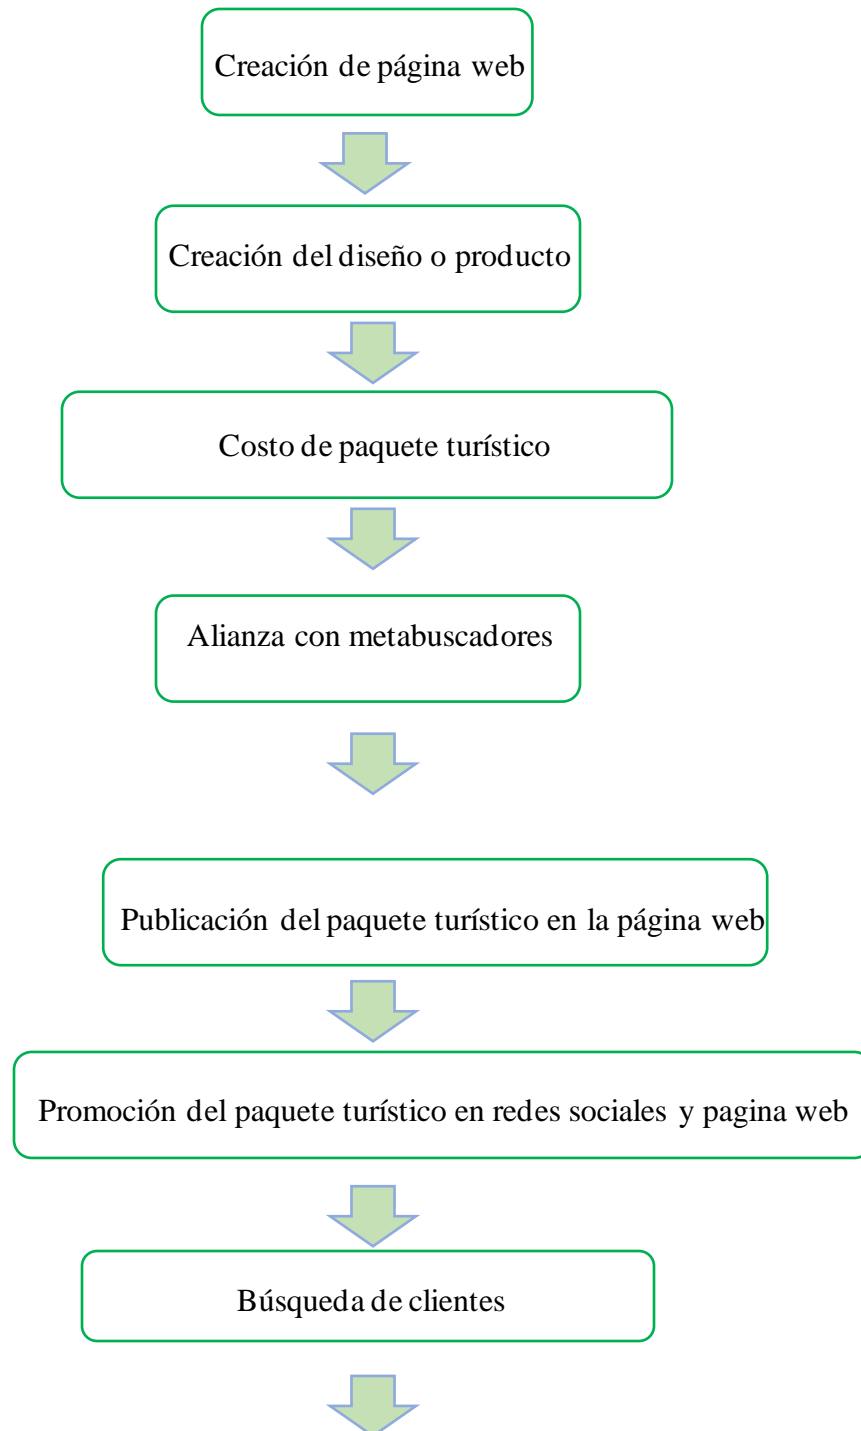 Creación de página web
Creación del diseño o producto
Costo de paquete turístico
Alianza con metabuscadores
Publicación del paquete turístico en la página web
Promoción del paquete turístico en redes sociales y pagina web
Búsqueda de clientes